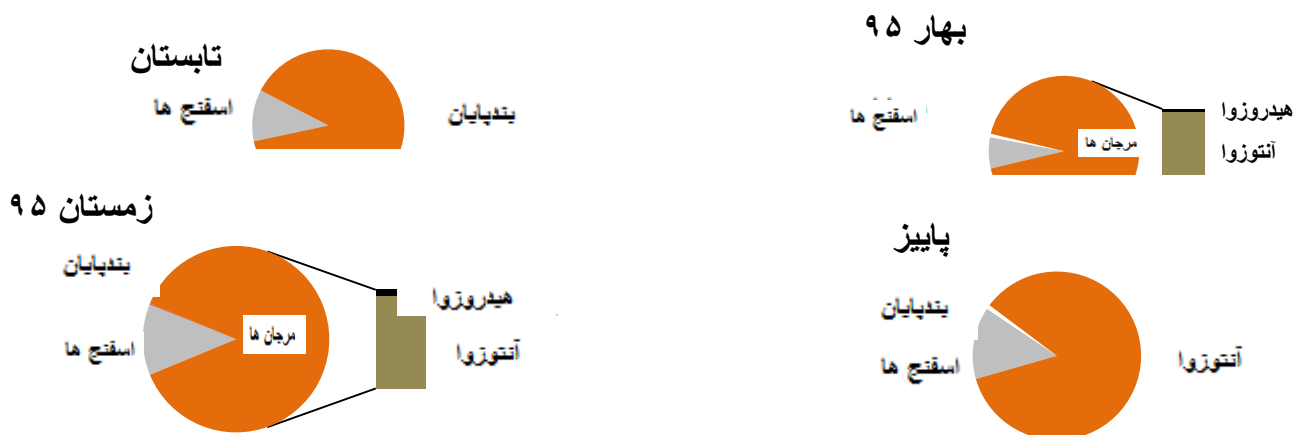 بهار ۹۵
هیدروزوا
آنتوزوا
مرجان ها
اسفنج ها
تابستان
بندپایان
اسفنج ها
پاییز
آنتوزوا
بندپایان
اسفنج ها
زمستان ۹۵
هیدروزوا
آنتوزوا
مرجان ها
بندپایان
اسفنج ها